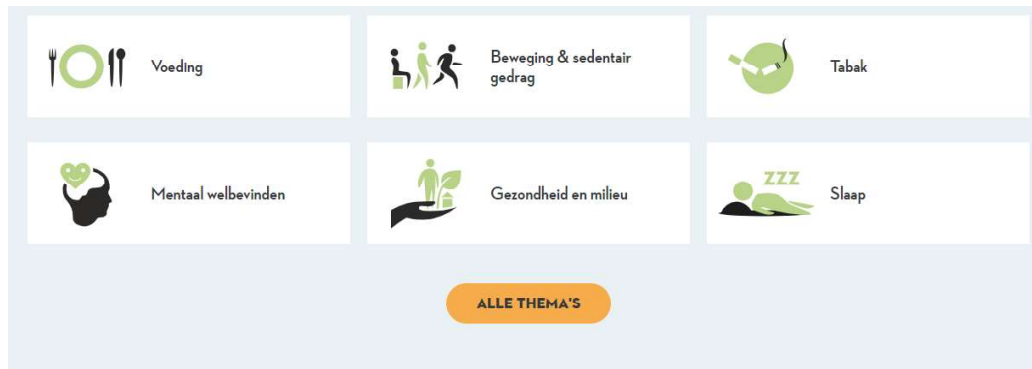 Voeding
Beweging & sedentair
gedrag
Tabak
Mentaal welbevinden
Gezondheid en milieu
ZZZ
Slaap
ALLE THEMA'S